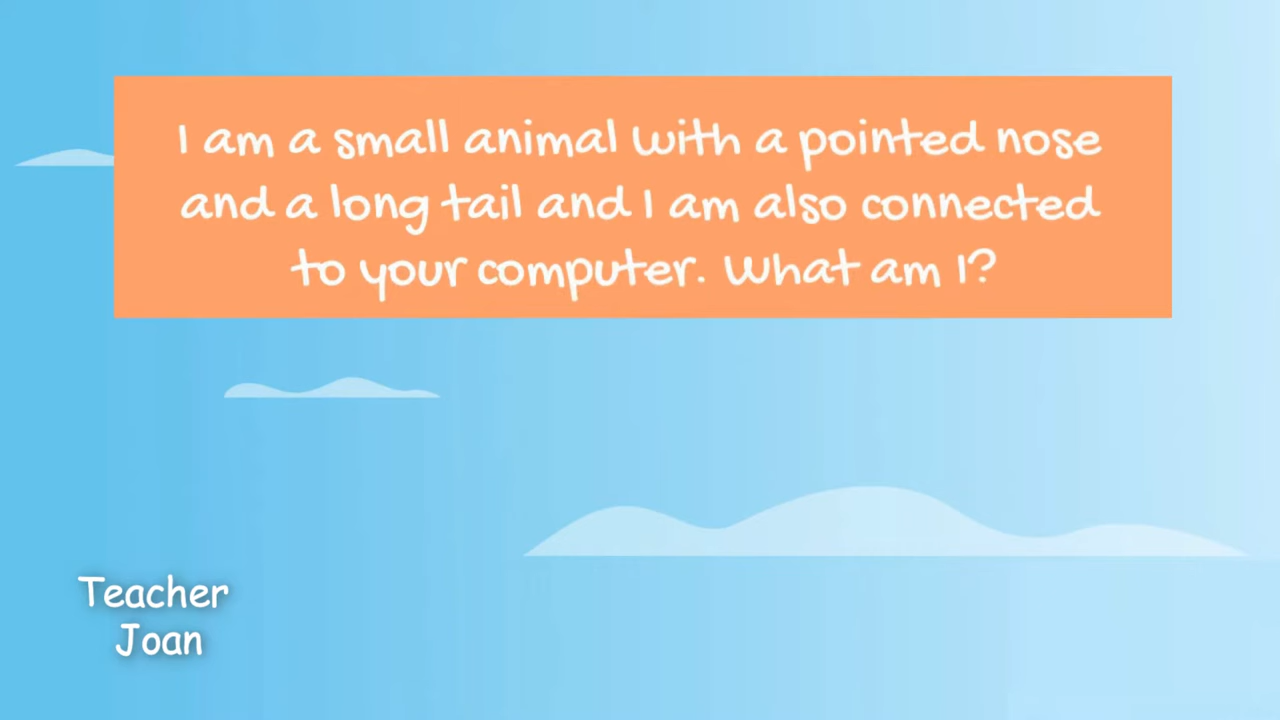 I am a small animal with a pointed nose
and a long tail and I am also connected
to your computer. What am I?
Teacher
Joan